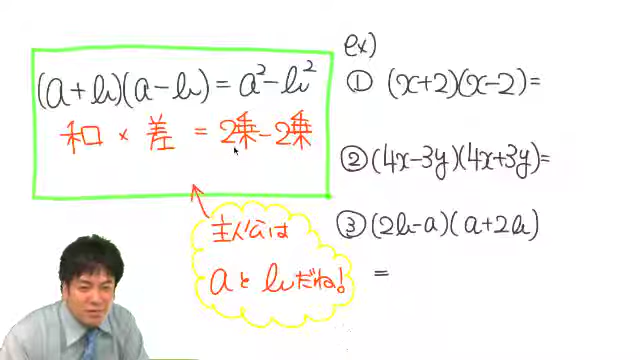 (a+b)(a-b)=a²-b²
和×差=2乗-2乗
主人公は
aとbだね!
ex)
① (x+2)(x-2)=
② (4x-3y)(4x+3y)=
③ (2b-a)(a+2b)
=